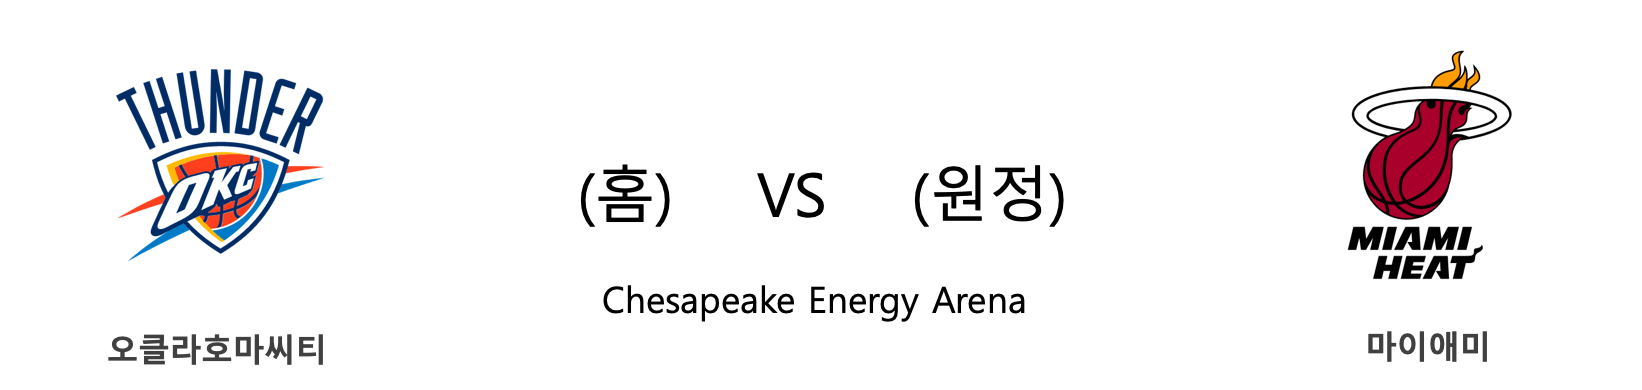 THUNDER
OKC
(홈) VS (원정)
MIAMI
HEAT
Chesapeake Energy Arena
오클라호마씨티
마이애미